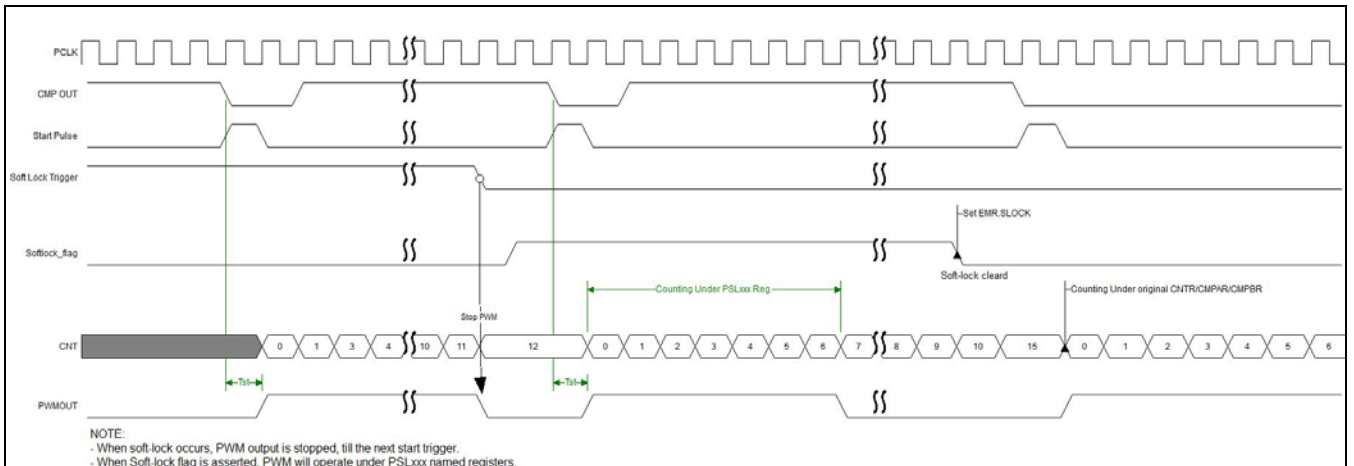 PCLK
CMP OUT
Start Pulse
Soft Lock Trigger
Set EMR.SLOCK
Softlock_flag
Soft-lock cleard
Counting Under PSLxxx Reg.
Counting Under original CNTR/CMPAR/CMPBR
Stop PWM
CNT 0 1 3 4 10 11 12 0 1 2 3 4 5 6 7 8 9 10 15 0 1 2 3 4 5 6
Tst Tst
PWMOUT
NOTE:
- When soft-lock occurs, PWM output is stopped, till the next start trigger.
- When Soft-lock flag is asserted, PWM will operate under PSLxxx named registers.